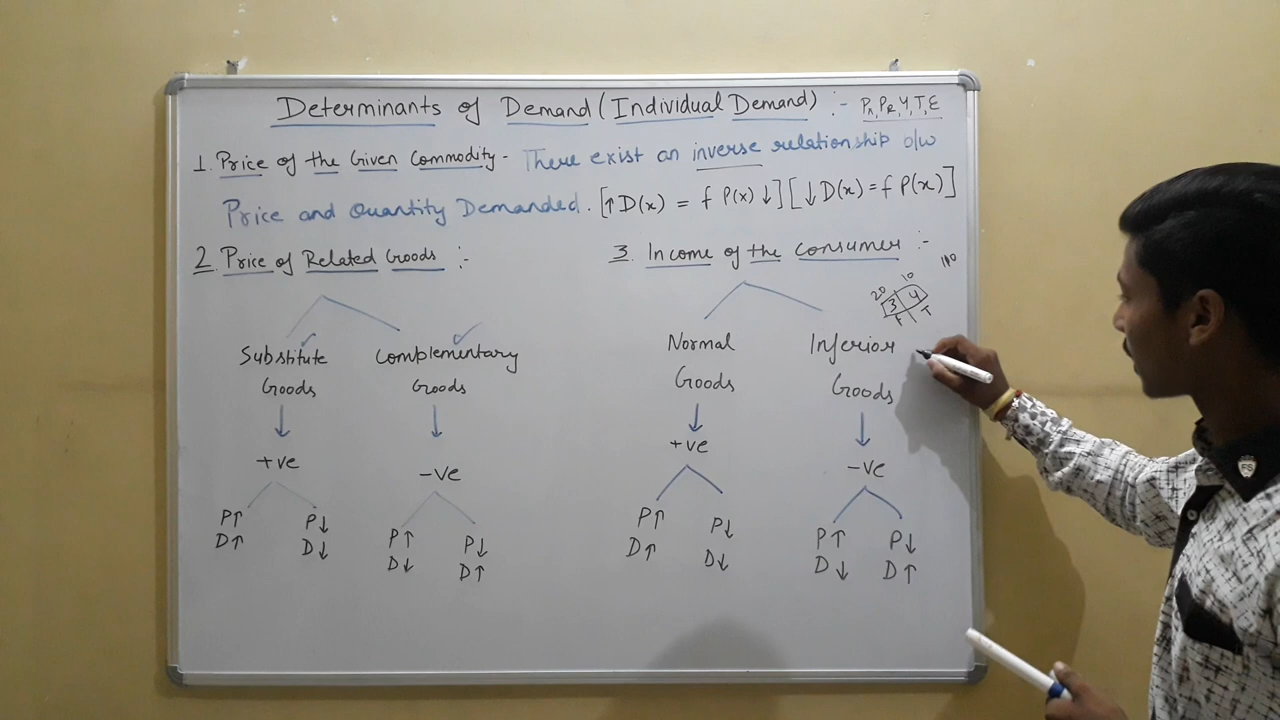 Determinants of Demand (Individual Demand) :- Px, PR, Y, T, E
1. Price of the Given Commodity - There exist an inverse relationship b/w
Price and Quantity Demanded. [↑D(x) = f P(x)↓] [↓D(x) = f P(x)]
2. Price of Related Goods :-
Substitute Goods
↓
+ve
P↑ D↑
P↓ D↓
Complementary Goods
↓
-ve
P↑ D↓
P↓ D↑
3. Income of the Consumer :-
20 10
3 4
Normal Goods
↓
+ve
P↑ D↑
P↓ D↓
Inferior Goods
↓
-ve
P↑ D↓
P↓ D↑
FS